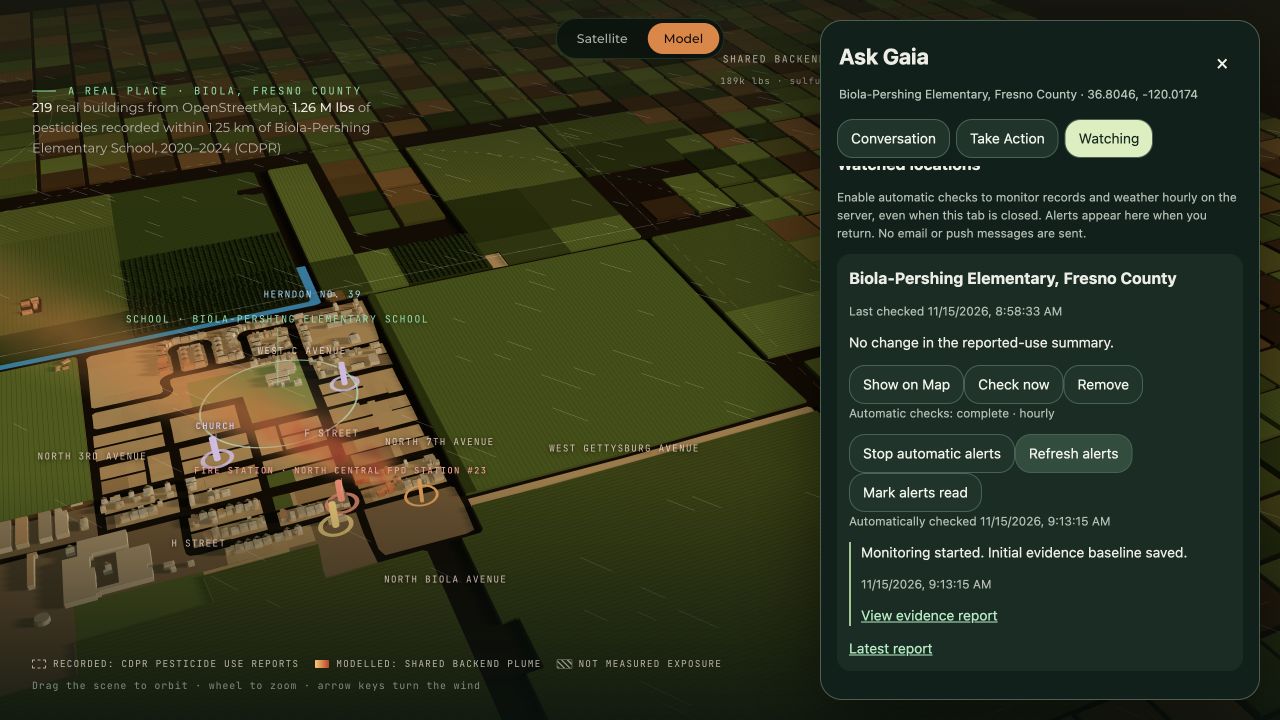 Satellite
Model
SHARED BACKEN
189k lbs · sulfu
A REAL PLACE · BIOLA, FRESNO COUNTY
219 real buildings from OpenStreetMap. 1.26 M lbs of
pesticides recorded within 1.25 km of Biola-Pershing
Elementary School, 2020–2024 (CDPR)
HERNDON NO. 39
SCHOOL · BIOLA-PERSHING ELEMENTARY SCHOOL
WEST C AVENUE
CHURCH
F STREET
NORTH 7TH AVENUE
NORTH 3RD AVENUE
WEST GETTYSBURG AVENUE
FIRE STATION · NORTH CENTRAL FPD STATION #23
H STREET
NORTH BIOLA AVENUE
RECORDED: CDPR PESTICIDE USE REPORTS
MODELLED: SHARED BACKEND PLUME
NOT MEASURED EXPOSURE
Drag the scene to orbit · wheel to zoom · arrow keys turn the wind
Ask Gaia
×
Biola-Pershing Elementary, Fresno County · 36.8046, -120.0174
Conversation
Take Action
Watching
Watched locations
Enable automatic checks to monitor records and weather hourly on the
server, even when this tab is closed. Alerts appear here when you
return. No email or push messages are sent.
Biola-Pershing Elementary, Fresno County
Last checked 11/15/2026, 8:58:33 AM
No change in the reported-use summary.
Show on Map
Check now
Remove
Automatic checks: complete · hourly
Stop automatic alerts
Refresh alerts
Mark alerts read
Automatically checked 11/15/2026, 9:13:15 AM
Monitoring started. Initial evidence baseline saved.
11/15/2026, 9:13:15 AM
View evidence report
Latest report